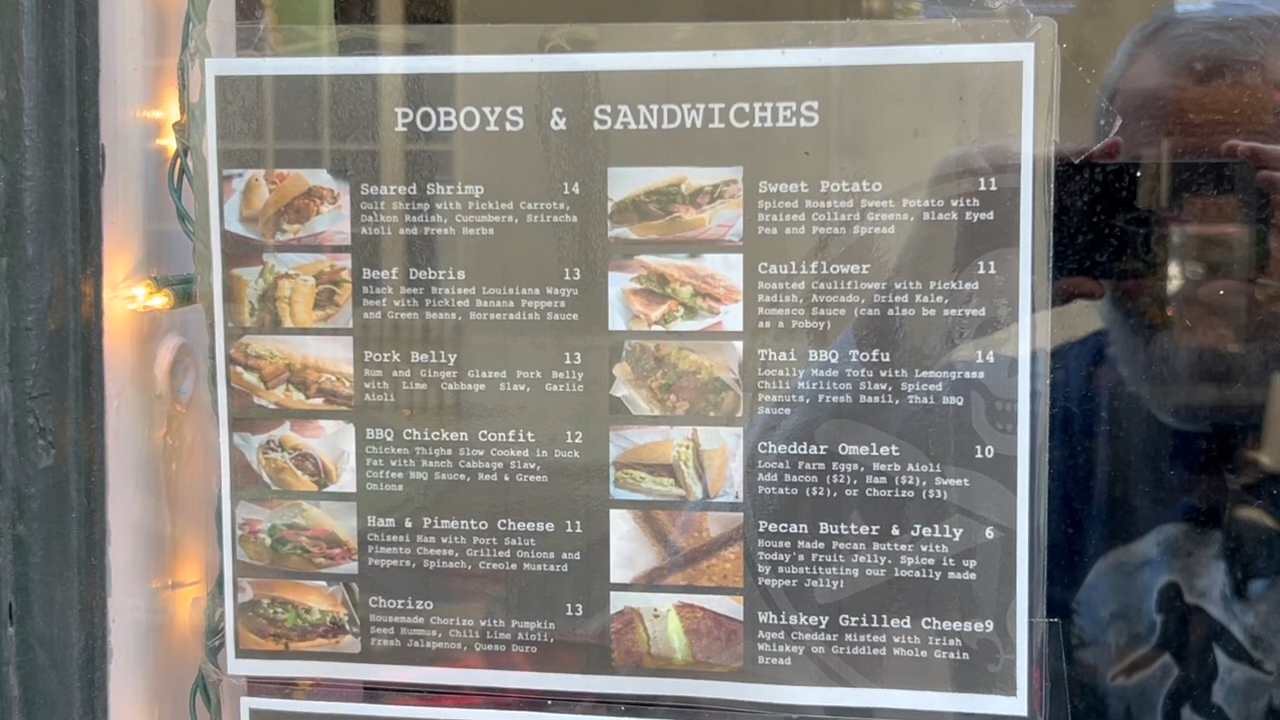 POBOYS & SANDWICHES
Seared Shrimp 14
Gulf Shrimp with Pickled Carrots,
Dalkon Radish, Cucumbers, Sriracha
Aioli and Fresh Herbs
Beef Debris 13
Black Beer Braised Louisiana Wagyu
Beef with Pickled Banana Peppers
and Green Beans, Horseradish Sauce
Pork Belly 13
Rum and Ginger Glazed Pork Belly
with Lime Cabbage Slaw, Garlic
Aioli
BBQ Chicken Confit 12
Chicken Thighs Slow Cooked in Duck
Fat with Ranch Cabbage Slaw,
Coffee BBQ Sauce, Red & Green
Onions
Ham & Pimento Cheese 11
Chisesi Ham with Port Salut
Pimento Cheese, Grilled Onions and
Peppers, Spinach, Creole Mustard
Chorizo 13
Housemade Chorizo with Pumpkin
Seed Hummus, Chili Lime Aioli,
Fresh Jalapenos, Queso Duro
Sweet Potato 11
Spiced Roasted Sweet Potato with
Braised Collard Greens, Black Eyed
Pea and Pecan Spread
Cauliflower 11
Roasted Cauliflower with Pickled
Radish, Avocado, Dried Kale,
Romesco Sauce (can also be served
as a Poboy)
Thai BBQ Tofu 14
Locally Made Tofu with Lemongrass
Chili Mirliton Slaw, Spiced
Peanuts, Fresh Basil, Thai BBQ
Sauce
Cheddar Omelet 10
Local Farm Eggs, Herb Aioli
Add Bacon ($2), Ham ($2), Sweet
Potato ($2), or Chorizo ($3)
Pecan Butter & Jelly 6
House Made Pecan Butter with
Today's Fruit Jelly. Spice it up
by substituting our locally made
Pepper Jelly!
Whiskey Grilled Cheese9
Aged Cheddar Misted with Irish
Whiskey on Griddled Whole Grain
Bread